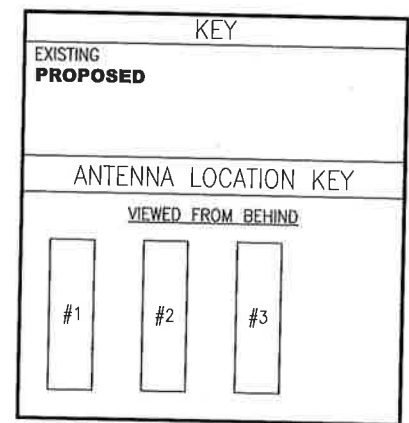 KEY
EXISTING
PROPOSED
ANTENNA LOCATION KEY
VIEWED FROM BEHIND
#1 #2 #3